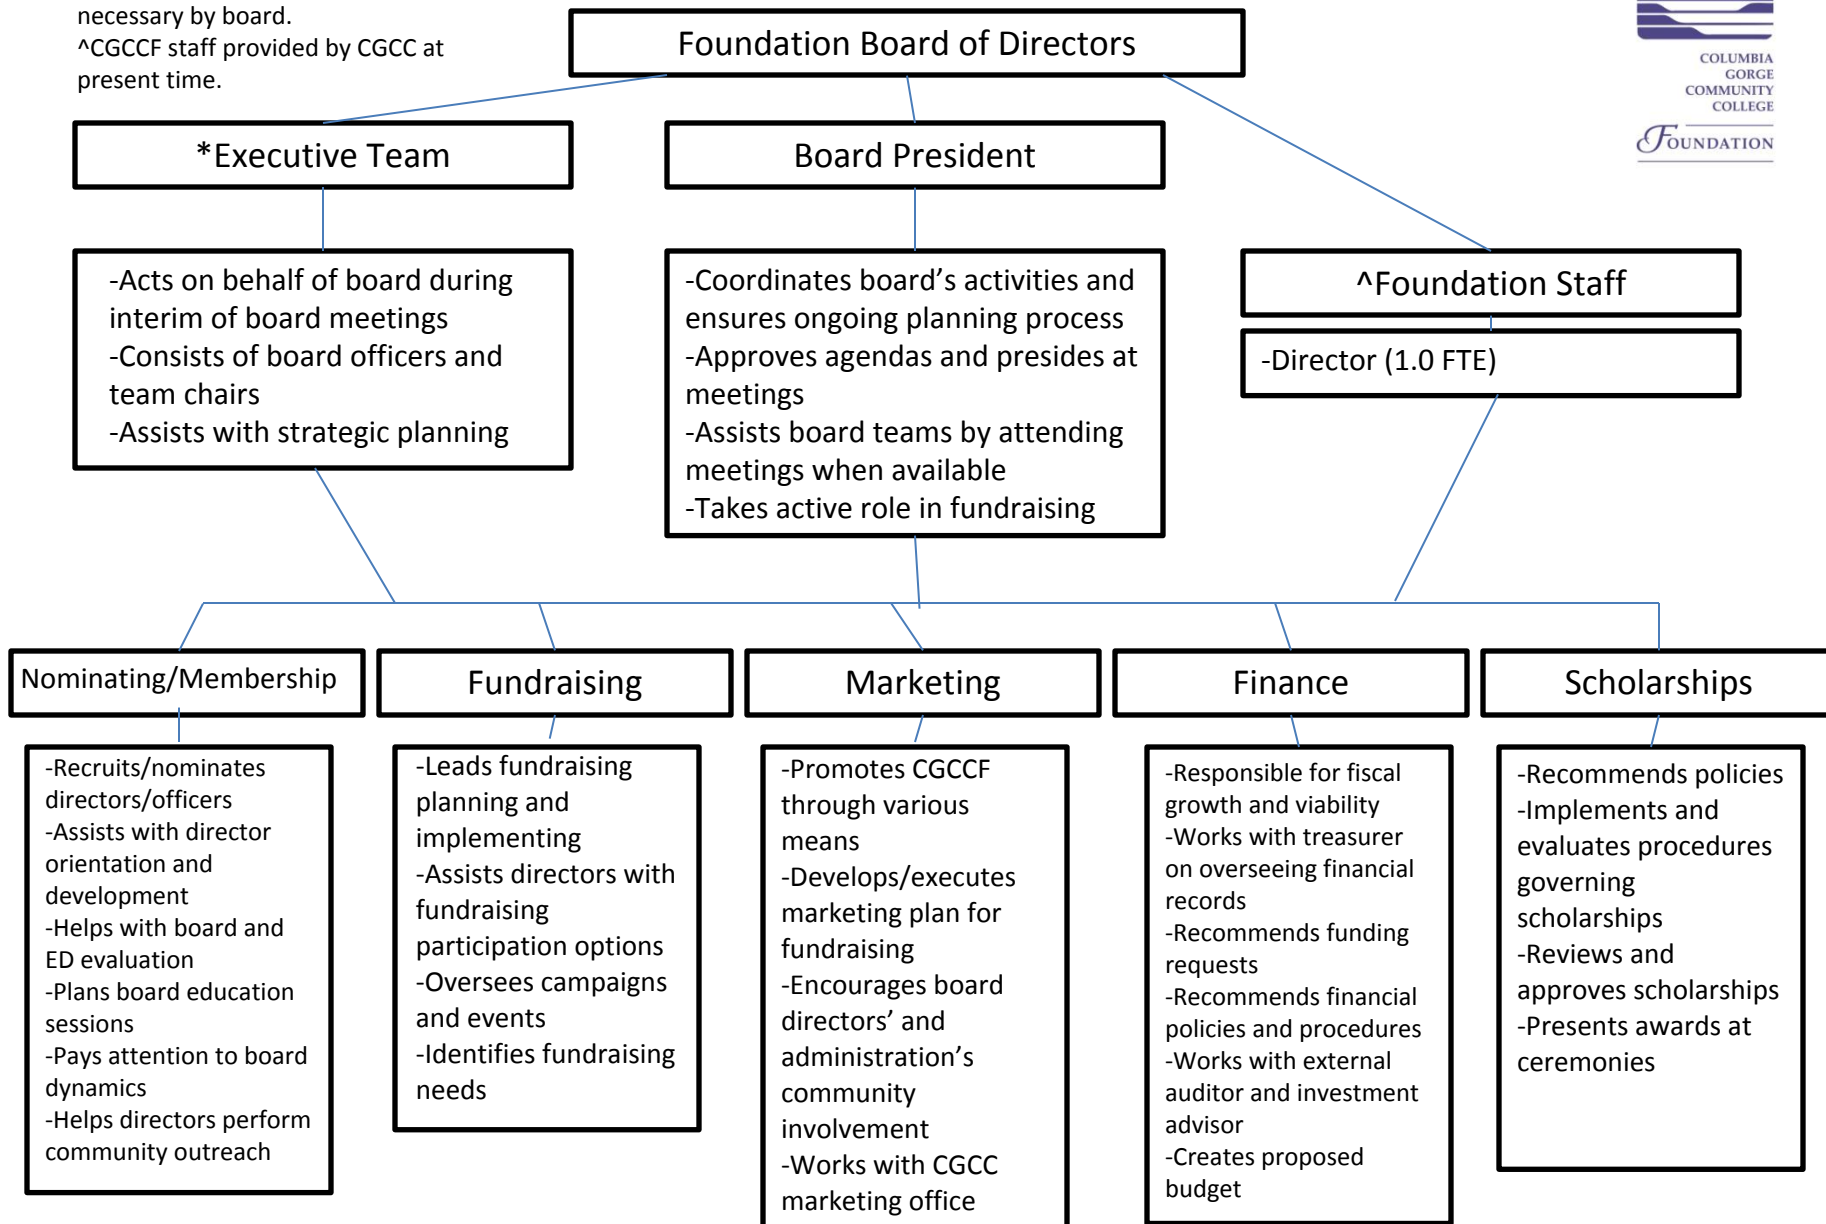 necessary by board.
^CGCCF staff provided by CGCC at
present time.
Foundation Board of Directors
COLUMBIA
GORGE
COMMUNITY
COLLEGE
FOUNDATION
*Executive Team
Board President
-Acts on behalf of board during
interim of board meetings
-Consists of board officers and
team chairs
-Assists with strategic planning
-Coordinates board’s activities and
ensures ongoing planning process
-Approves agendas and presides at
meetings
-Assists board teams by attending
meetings when available
-Takes active role in fundraising
^Foundation Staff
-Director (1.0 FTE)
Nominating/Membership
Fundraising
Marketing
Finance
Scholarships
-Recruits/nominates
directors/officers
-Assists with director
orientation and
development
-Helps with board and
ED evaluation
-Plans board education
sessions
-Pays attention to board
dynamics
-Helps directors perform
community outreach
-Leads fundraising
planning and
implementing
-Assists directors with
fundraising
participation options
-Oversees campaigns
and events
-Identifies fundraising
needs
-Promotes CGCCF
through various
means
-Develops/executes
marketing plan for
fundraising
-Encourages board
directors’ and
administration’s
community
involvement
-Works with CGCC
marketing office
-Responsible for fiscal
growth and viability
-Works with treasurer
on overseeing financial
records
-Recommends funding
requests
-Recommends financial
policies and procedures
-Works with external
auditor and investment
advisor
-Creates proposed
budget
-Recommends policies
-Implements and
evaluates procedures
governing
scholarships
-Reviews and
approves scholarships
-Presents awards at
ceremonies